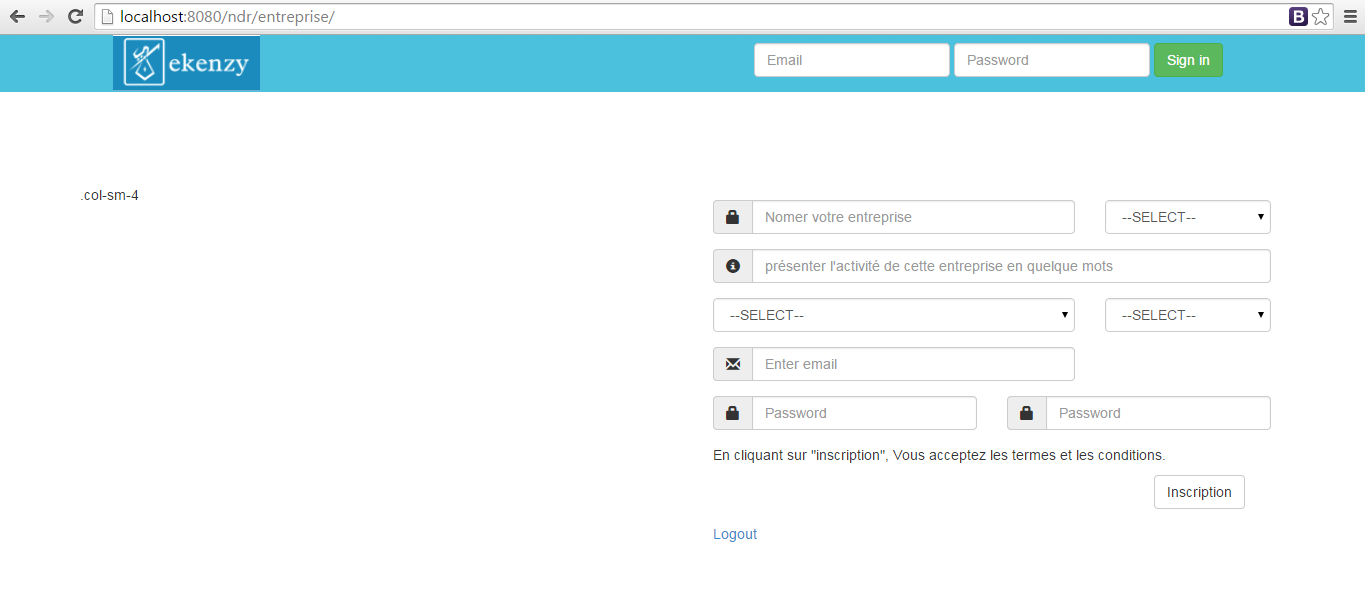 localhost:8080/ndr/entreprise/
B
ekenzy
Email
Password
Sign in
.col-sm-4
Nomer votre entreprise
--SELECT--
présenter l'activité de cette entreprise en quelque mots
--SELECT--
--SELECT--
Enter email
Password
Password
En cliquant sur "inscription", Vous acceptez les termes et les conditions.
Inscription
Logout